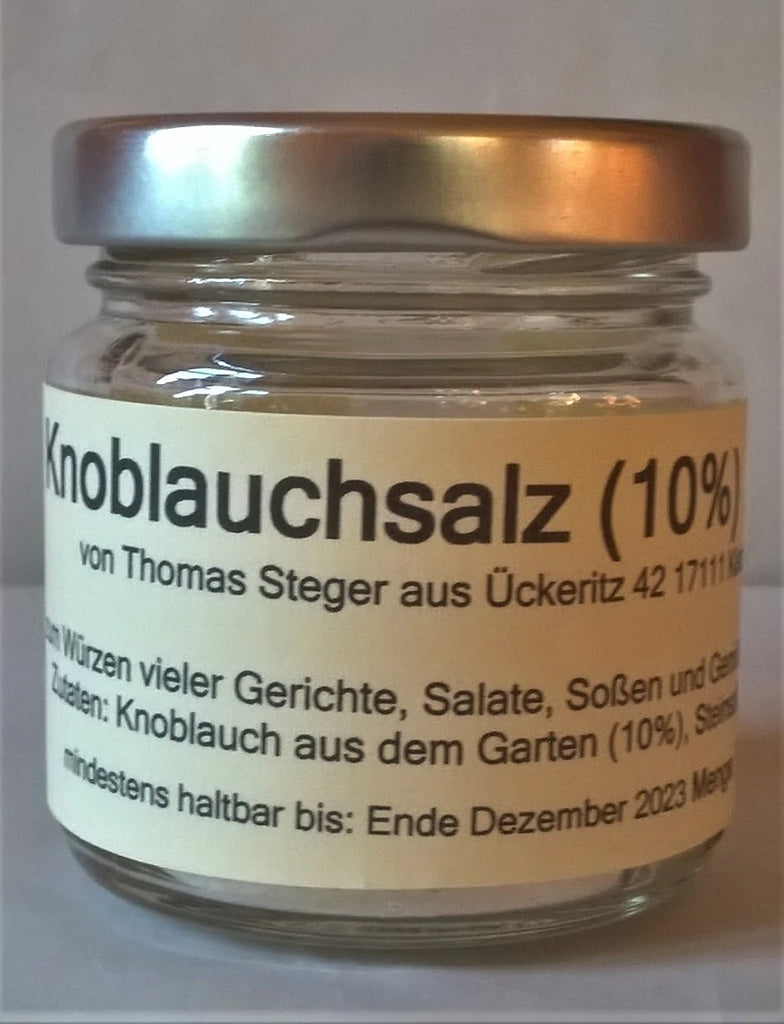 Knoblauchsalz (10%)
von Thomas Steger aus Ückeritz 42 17111
Würzen vieler Gerichte, Salate, Soßen und
Zutaten: Knoblauch aus dem Garten (10%),
mindestens haltbar bis: Ende Dezember 2023 Menge